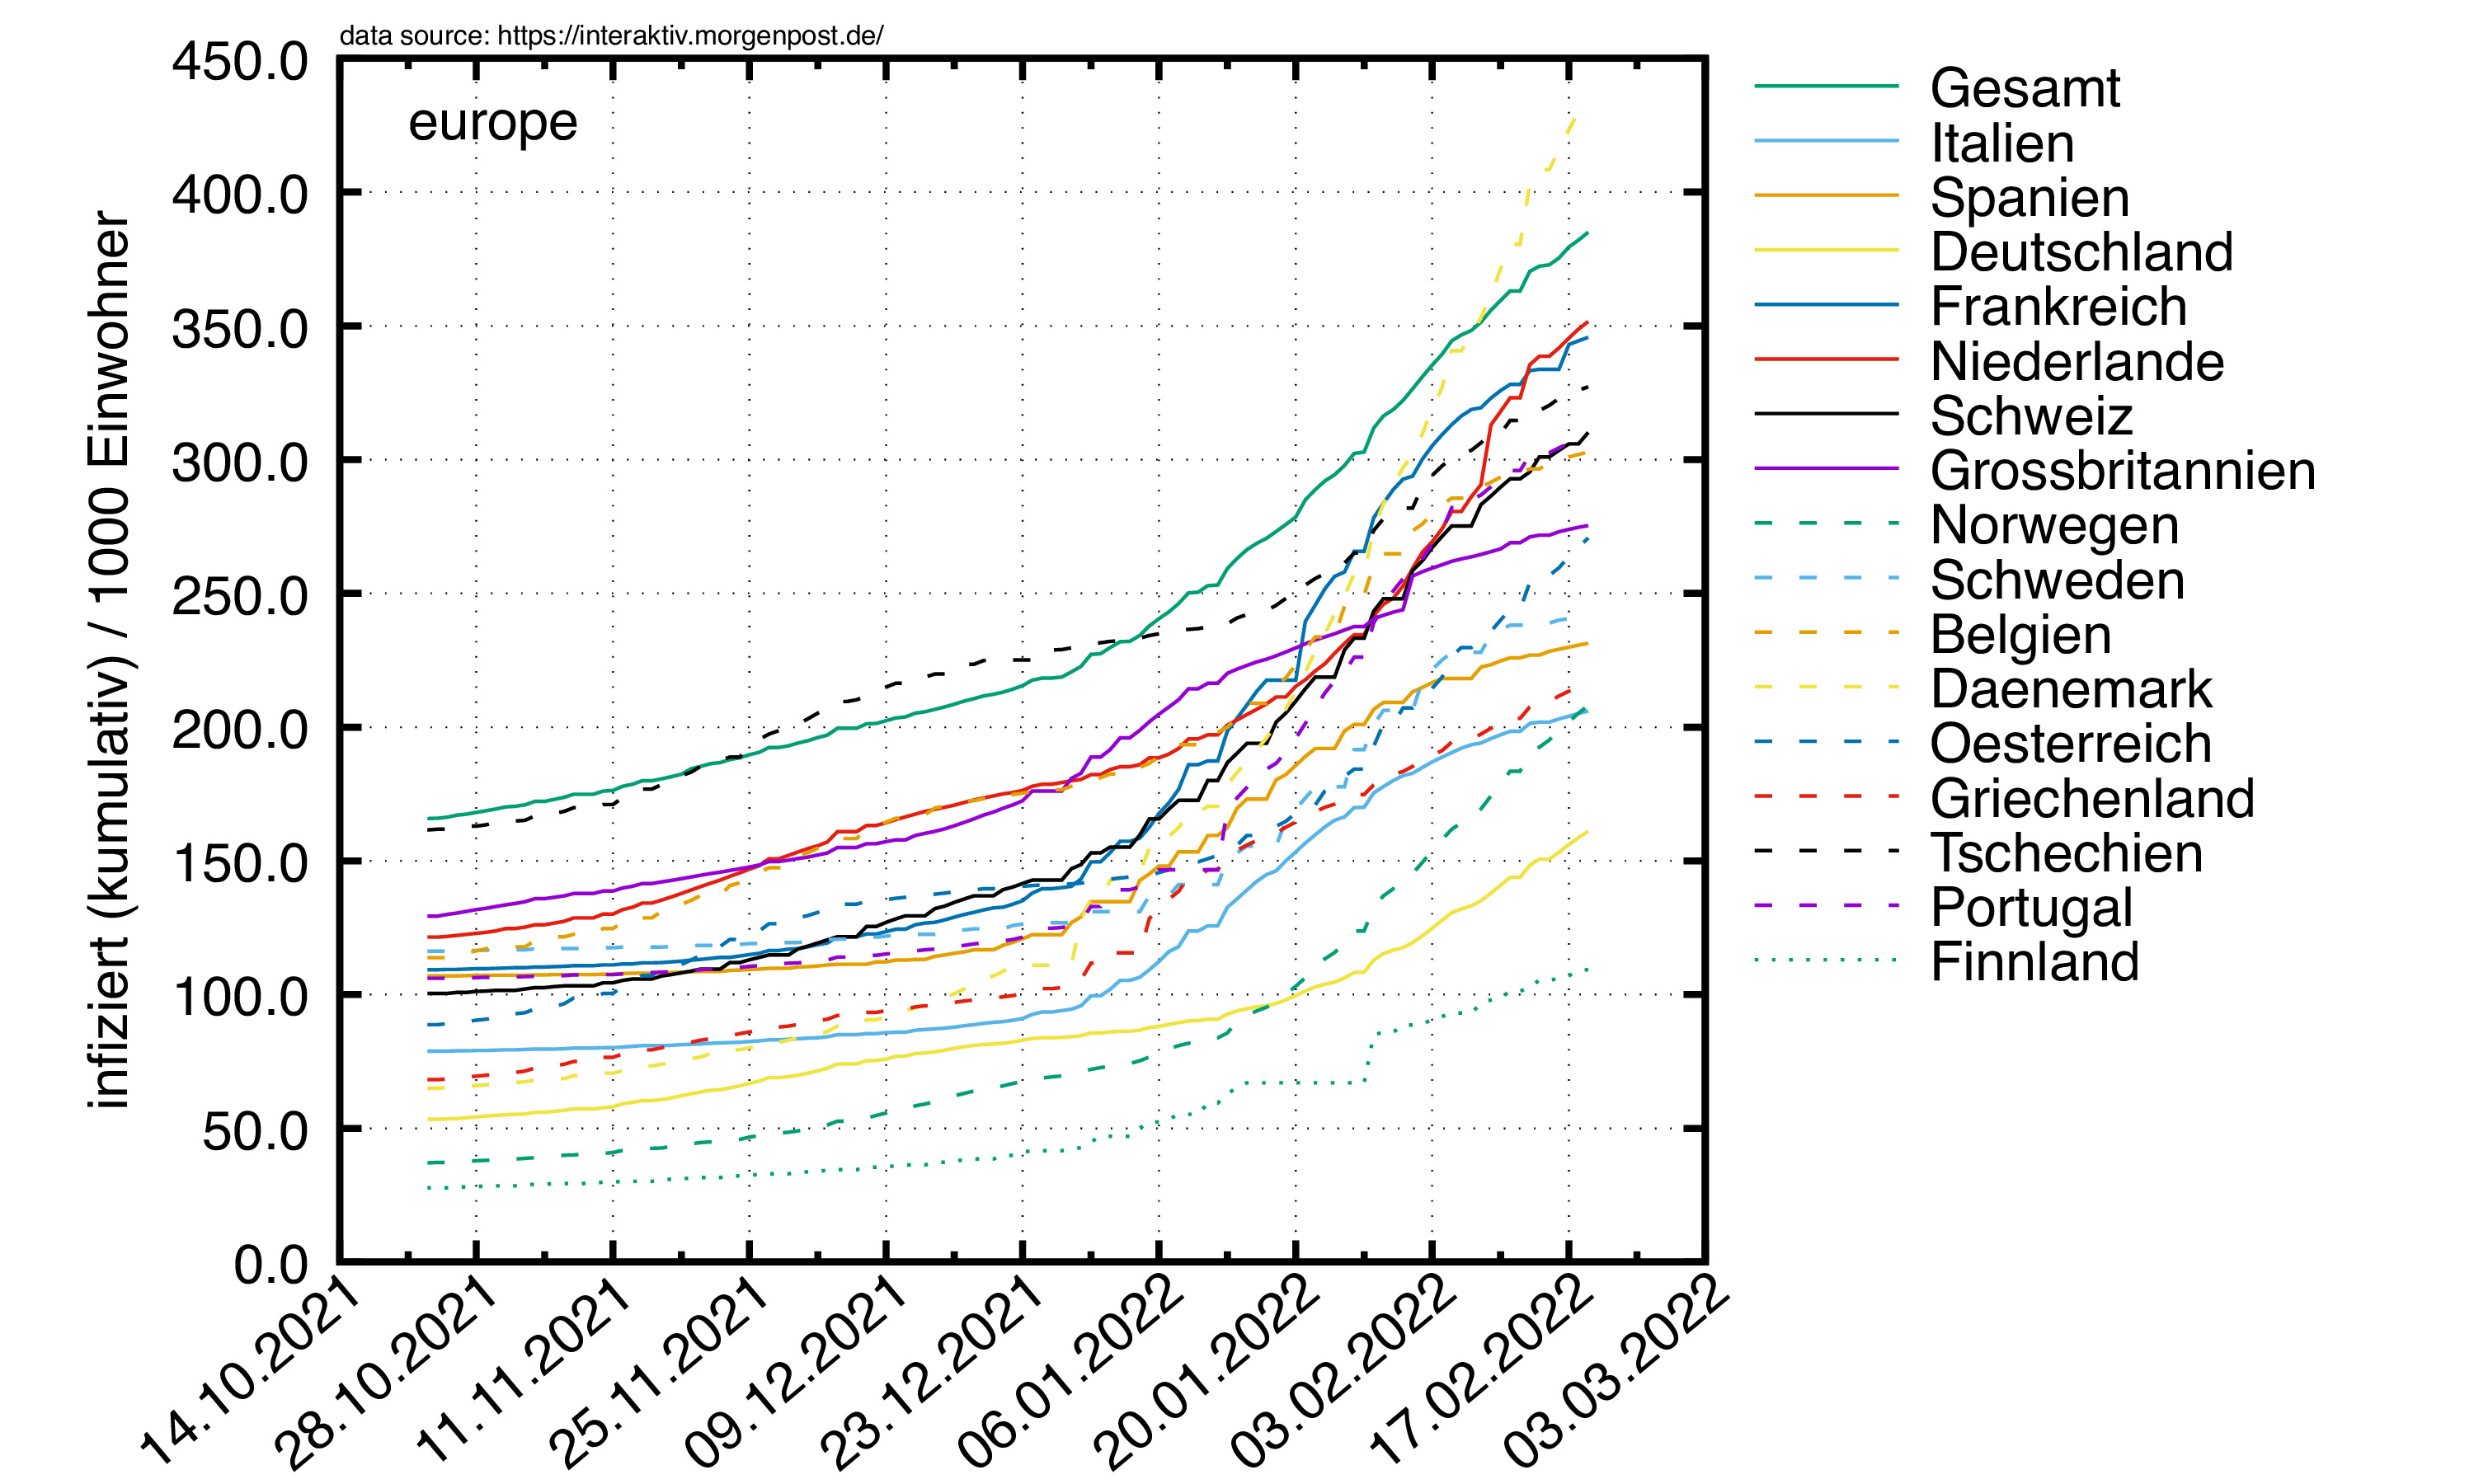 data source: https://interaktiv.morgenpost.de/
450.0
400.0
350.0
300.0
250.0
200.0
150.0
100.0
50.0
0.0
infiziert (kumulativ) / 1000 Einwohner
europe
14.10.2021
28.10.2021
11.11.2021
25.11.2021
09.12.2021
23.12.2021
06.01.2022
20.01.2022
03.02.2022
17.02.2022
03.03.2022
Gesamt
Italien
Spanien
Deutschland
Frankreich
Niederlande
Schweiz
Grossbritannien
Norwegen
Schweden
Belgien
Daenemark
Oesterreich
Griechenland
Tschechien
Portugal
Finnland